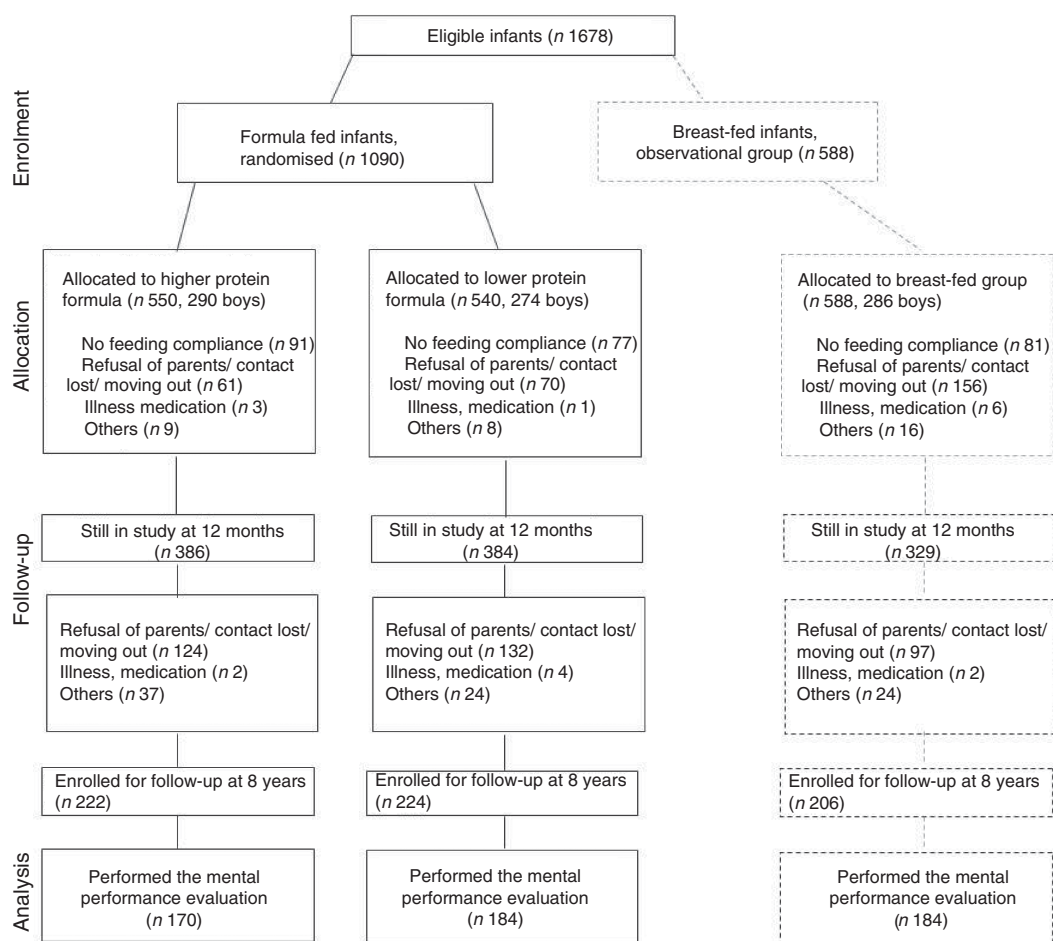 Eligible infants (n 1678)
Enrolment
Formula fed infants,
randomised (n 1090)
Breast-fed infants,
observational group (n 588)
Allocation
Allocated to higher protein
formula (n 550, 290 boys)
No feeding compliance (n 91)
Refusal of parents/ contact
lost/ moving out (n 61)
Illness medication (n 3)
Others (n 9)
Allocated to lower protein
formula (n 540, 274 boys)
No feeding compliance (n 77)
Refusal of parents/ contact
lost/ moving out (n 70)
Illness, medication (n 1)
Others (n 8)
Allocated to breast-fed group
(n 588, 286 boys)
No feeding compliance (n 81)
Refusal of parents/ contact
lost/ moving out (n 156)
Illness, medication (n 6)
Others (n 16)
Follow-up
Still in study at 12 months
(n 386)
Still in study at 12 months
(n 384)
Still in study at 12 months
(n 329)
Refusal of parents/ contact lost/
moving out (n 124)
Illness, medication (n 2)
Others (n 37)
Refusal of parents/ contact lost/
moving out (n 132)
Illness, medication (n 4)
Others (n 24)
Refusal of parents/ contact lost/
moving out (n 97)
Illness, medication (n 2)
Others (n 24)
Enrolled for follow-up at 8 years
(n 222)
Enrolled for follow-up at 8 years
(n 224)
Enrolled for follow-up at 8 years
(n 206)
Analysis
Performed the mental
performance evaluation
(n 170)
Performed the mental
performance evaluation
(n 184)
Performed the mental
performance evaluation
(n 184)